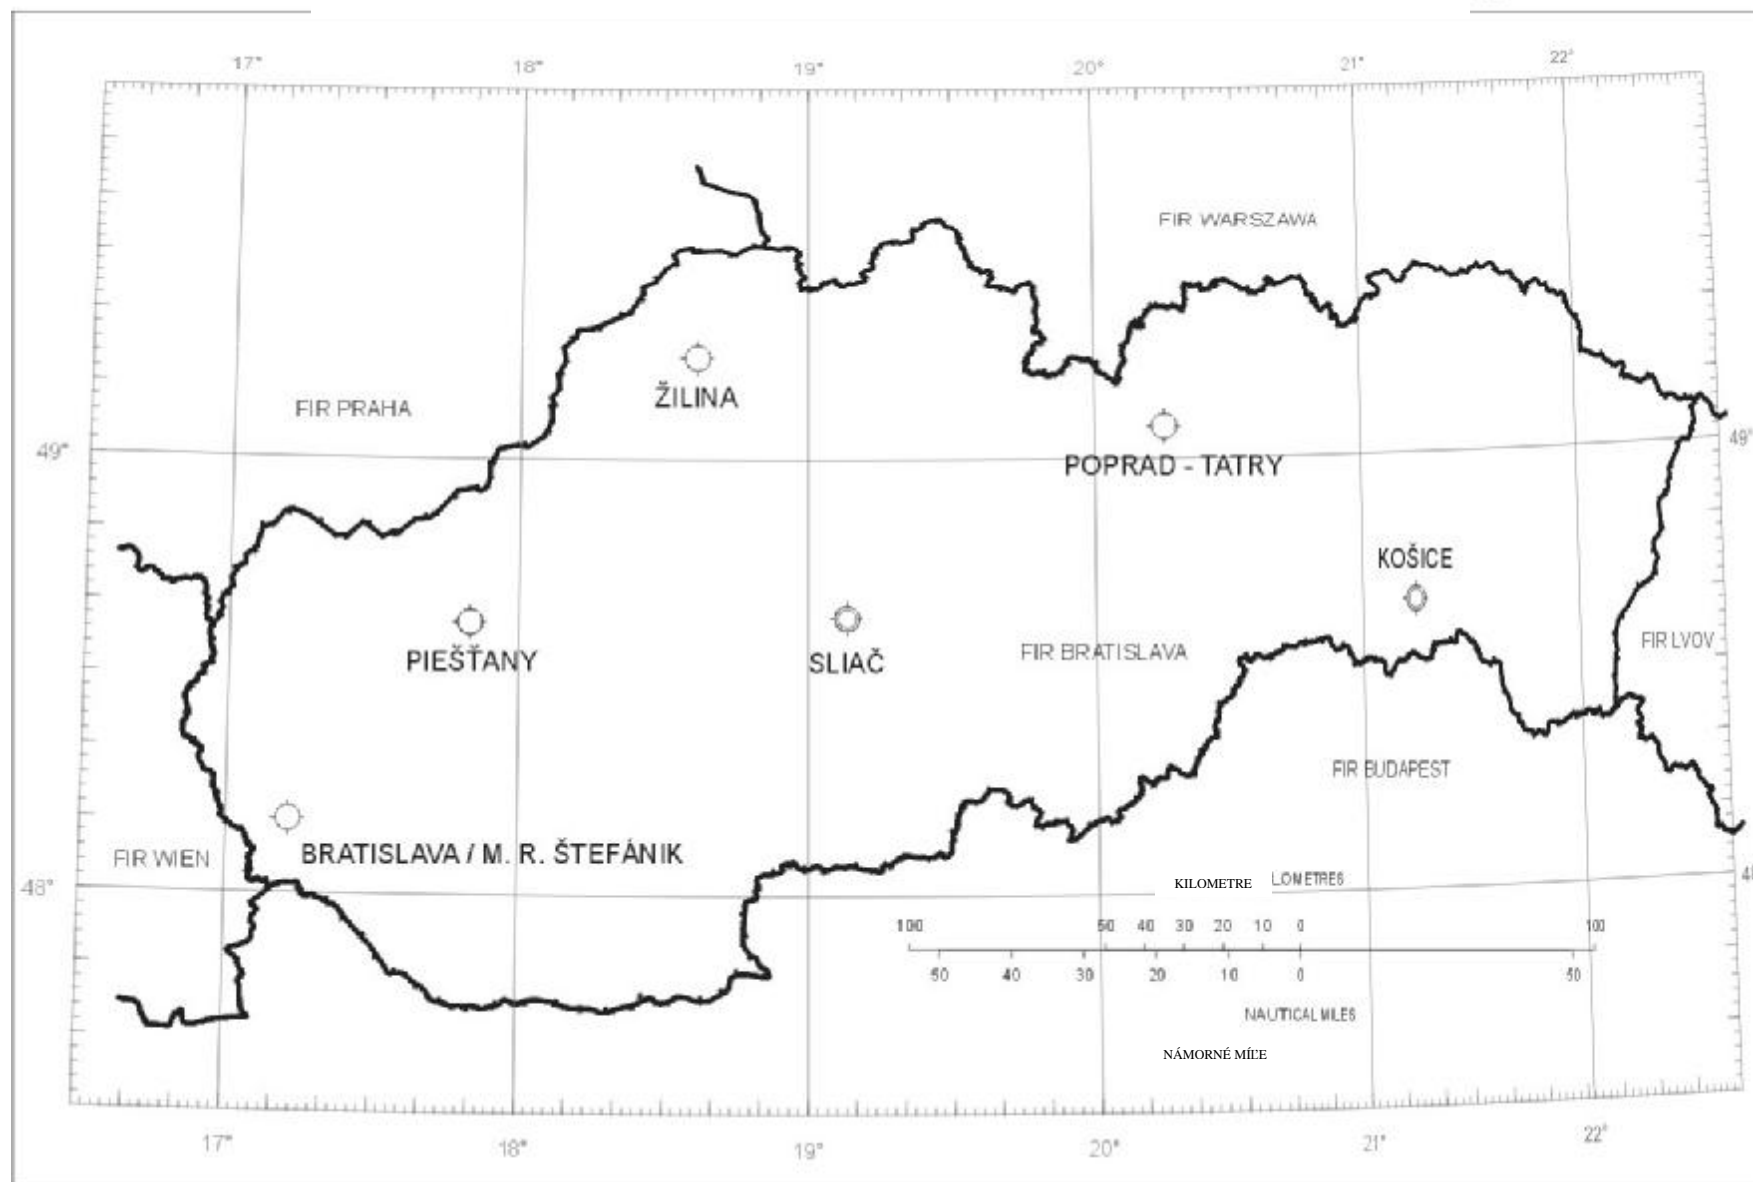 17° 18° 19° 20° 21° 22°
FIR WARSZAWA
ŽILINA
FIR PRAHA
49° 49°
POPRAD - TATRY
KOŠICE
FIR LVOV
PIEŠŤANY SLIAČ FIR BRATISLAVA
FIR BUDAPEST
BRATISLAVA / M. R. ŠTEFÁNIK
FIR WIEN
48° KILOMETRE LOMETRES
100 50 40 30 20 10 0 100
50 40 30 20 10 0 50
NAUTICAL MILES
NÁMORNÉ MÍĽE
17° 18° 19° 20° 21° 22°